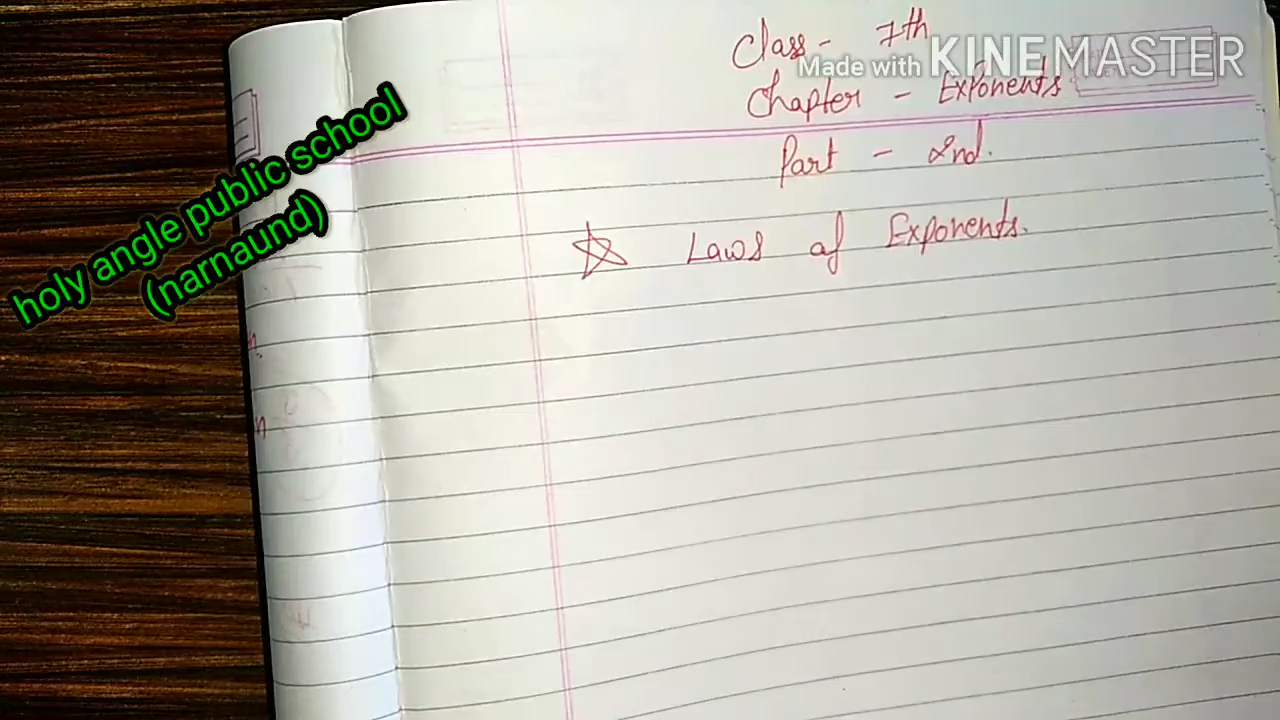 Class - 7th
Made with KINEMASTER
Chapter - Exponents
Part - 2nd.
Laws of Exponents.
holy angle public school
(narnaund)